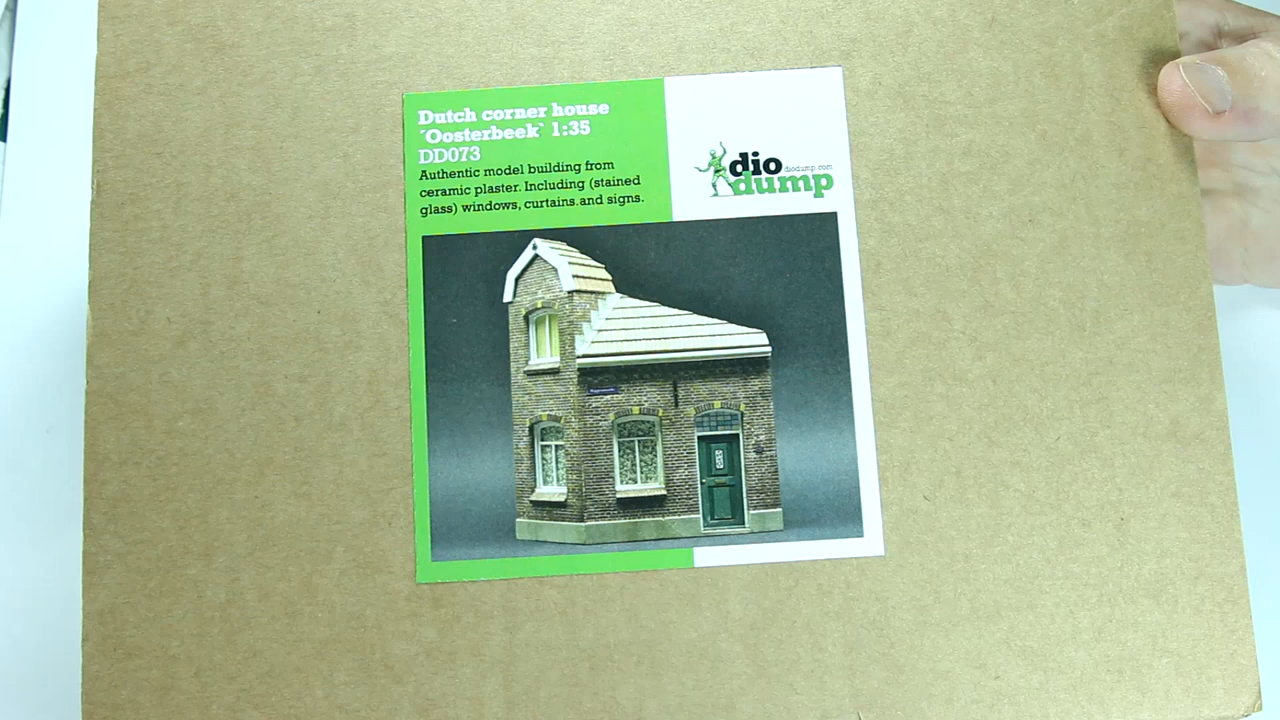 Dutch corner house
´Oosterbeek` 1:35
DD073
Authentic model building from
ceramic plaster. Including (stained
glass) windows, curtains and signs.
dio
diodump.com
dump